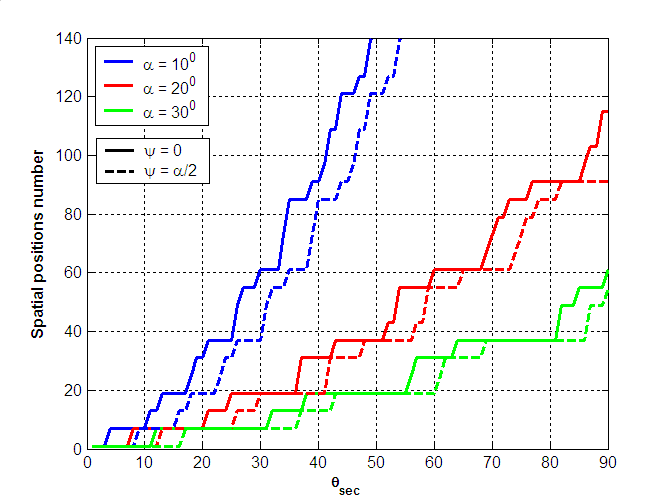 140
120
100
80
60
40
20
0
Spatial positions number
α = 10⁰
α = 20⁰
α = 30⁰
ψ = 0
ψ = α/2
0 10 20 30 40 50 60 70 80 90
θsec